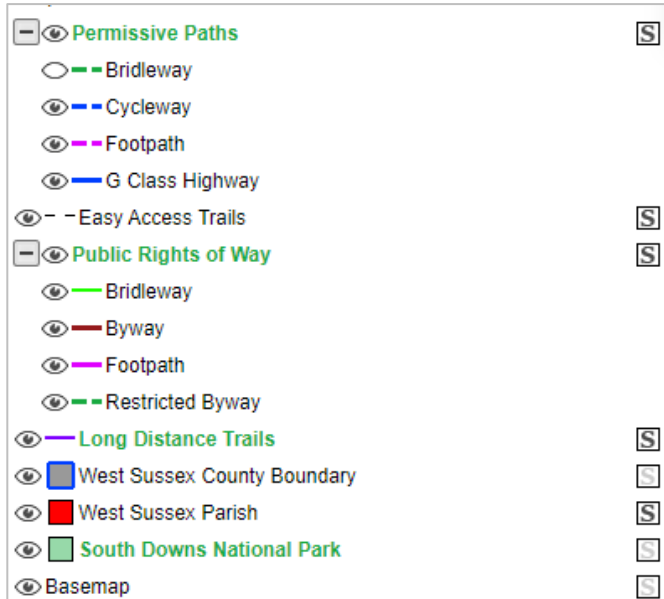 Permissive Paths S
Bridleway
Cycleway
Footpath
G Class Highway
Easy Access Trails S
Public Rights of Way S
Bridleway
Byway
Footpath
Restricted Byway
Long Distance Trails S
West Sussex County Boundary S
West Sussex Parish S
South Downs National Park S
Basemap S